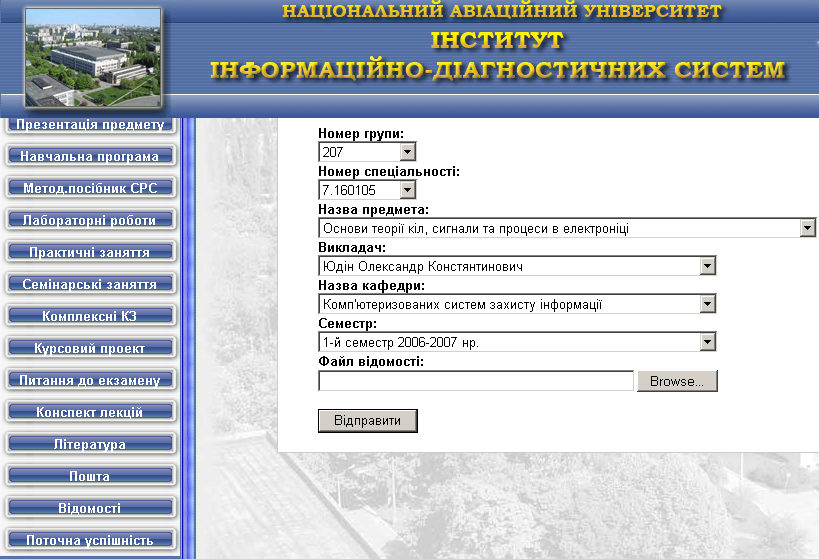 НАЦІОНАЛЬНИЙ АВІАЦІЙНИЙ УНІВЕРСИТЕТ
ІНСТИТУТ
ІНФОРМАЦІЙНО-ДІАГНОСТИЧНИХ СИСТЕМ
Презентація предмету
Навчальна програма
Метод.посібник СРС
Лабораторні роботи
Практичні заняття
Семінарські заняття
Комплексні КЗ
Курсовий проект
Питання до екзамену
Конспект лекцій
Література
Пошта
Відомості
Поточна успішність
Номер групи:
207
Номер спеціальності:
7.160105
Назва предмета:
Основи теорії кіл, сигнали та процеси в електроніці
Викладач:
Юдін Олександр Констянтинович
Назва кафедри:
Комп'ютеризованих систем захисту інформації
Семестр:
1-й семестр 2006-2007 нр.
Файл відомості:
Browse...
Відправити